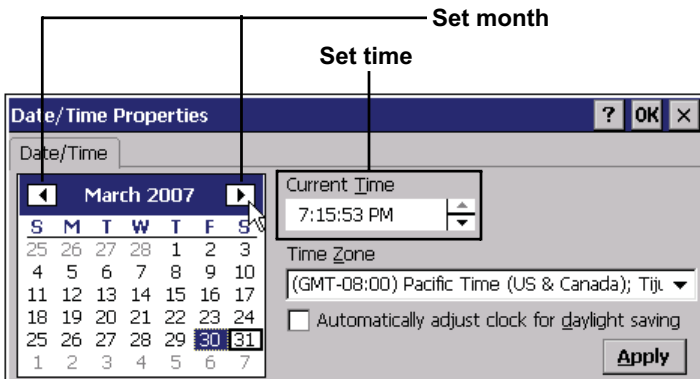 Set month
Set time
Date/Time Properties ? OK ×
Date/Time
March 2007
S M T W T F S
25 26 27 28 1 2 3
4 5 6 7 8 9 10
11 12 13 14 15 16 17
18 19 20 21 22 23 24
25 26 27 28 29 30 31
1 2 3 4 5 6 7
Current Time
7:15:53 PM
Time Zone
(GMT-08:00) Pacific Time (US & Canada); Tiju
Automatically adjust clock for daylight saving
Apply